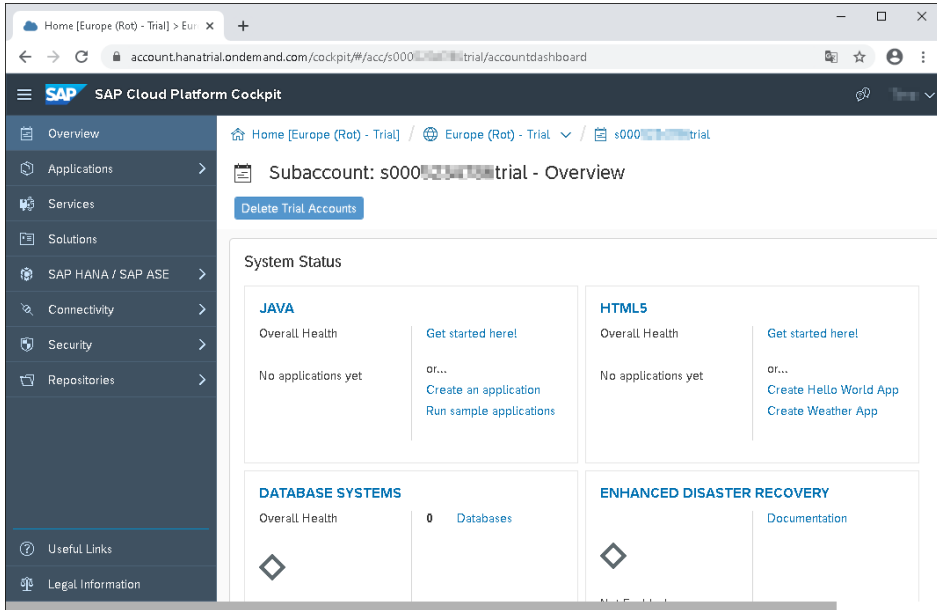 Home [Europe (Rot) - Trial] > Eur
account.hanatrial.ondemand.com/cockpit/#/acc/s000 trial/accountdashboard
SAP SAP Cloud Platform Cockpit
Overview
Applications
Services
Solutions
SAP HANA / SAP ASE
Connectivity
Security
Repositories
Useful Links
Legal Information
Home [Europe (Rot) - Trial] / Europe (Rot) - Trial / s000 trial
Subaccount: s000 trial - Overview
Delete Trial Accounts
System Status
JAVA
Overall Health
Get started here!
No applications yet
or...
Create an application
Run sample applications
HTML5
Overall Health
Get started here!
No applications yet
or...
Create Hello World App
Create Weather App
DATABASE SYSTEMS
Overall Health
0 Databases
ENHANCED DISASTER RECOVERY
Overall Health
Documentation